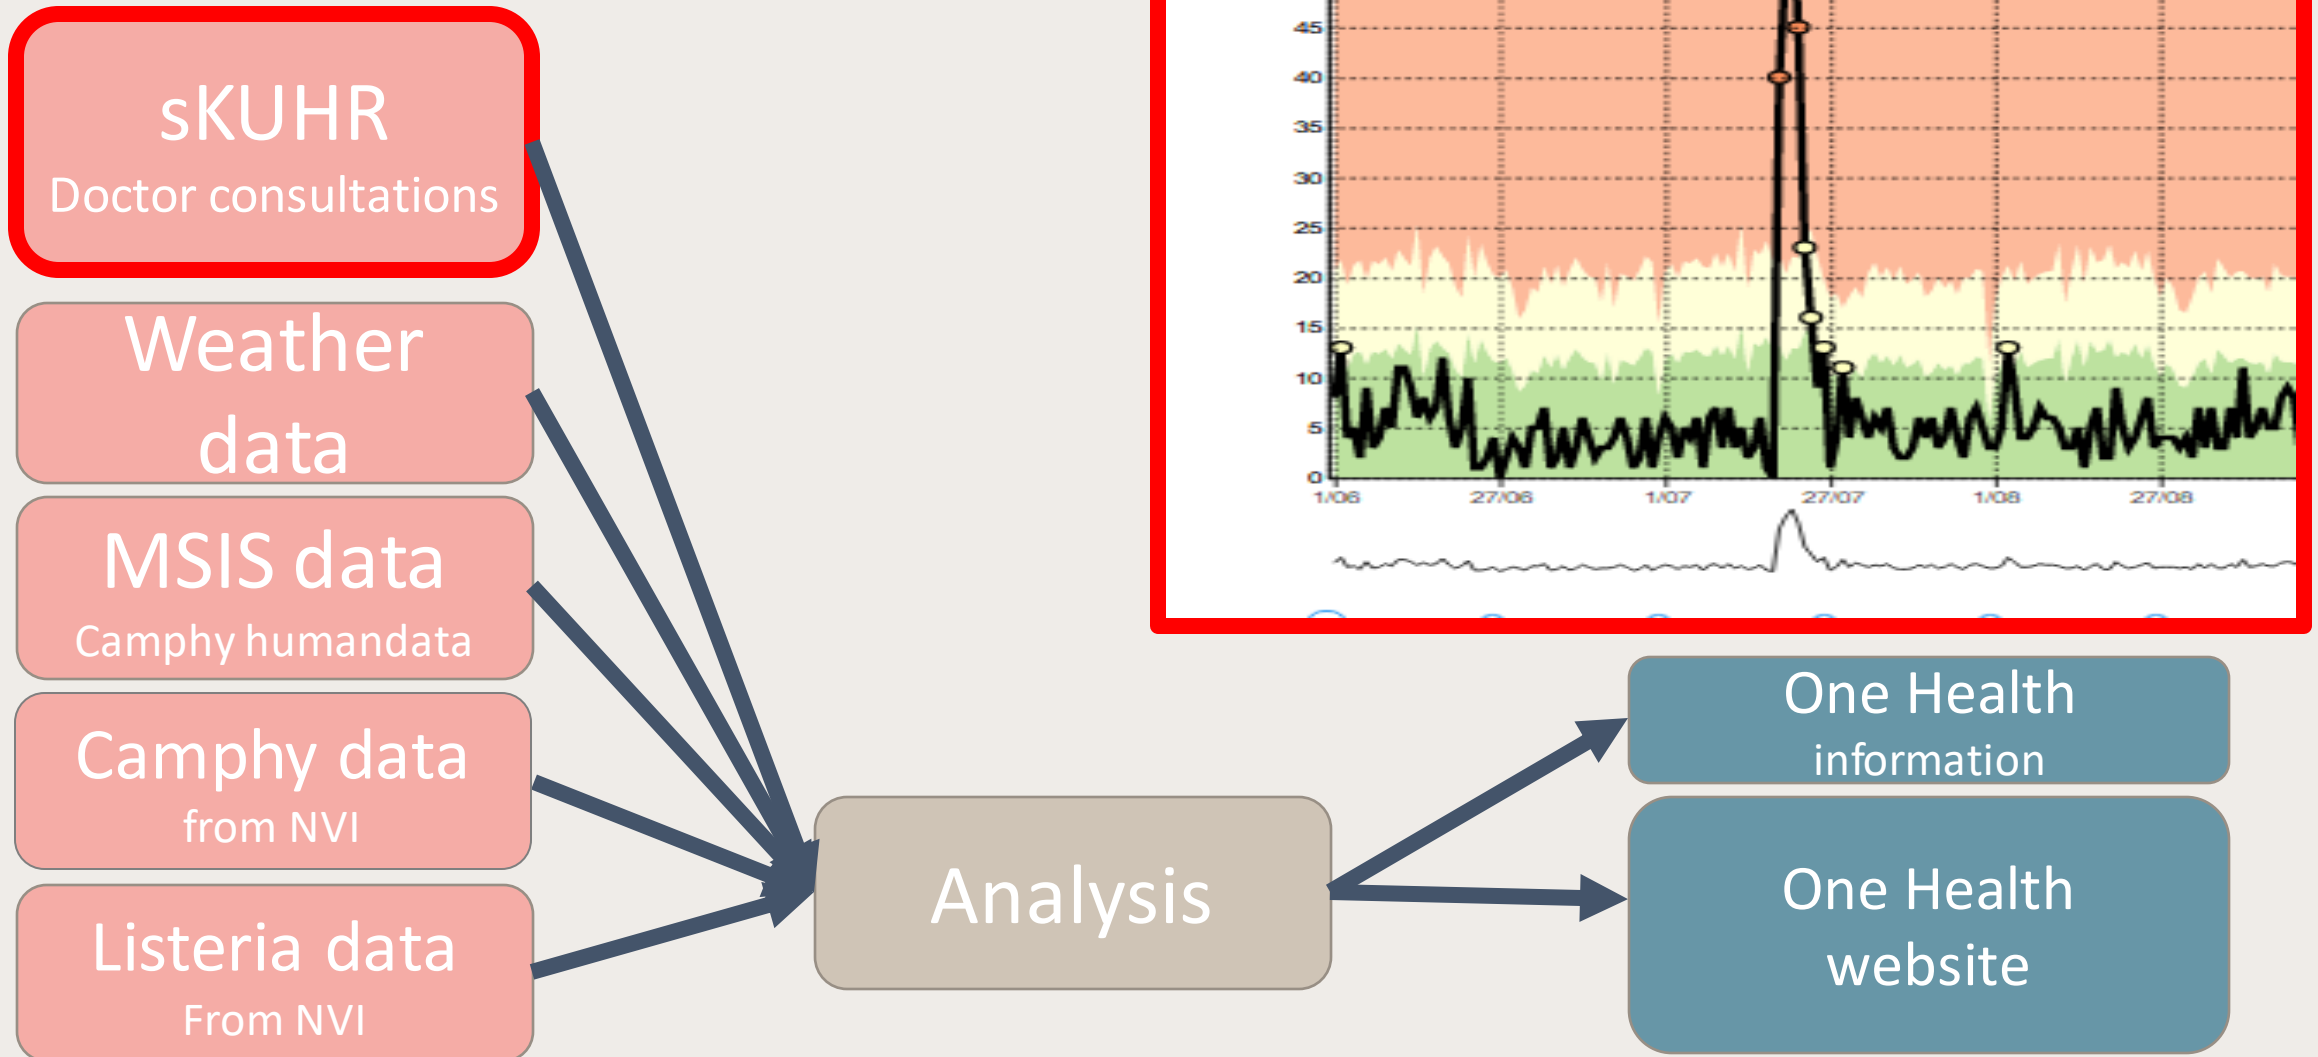 sKUHR
Doctor consultations
Weather
data
MSIS data
Camphy humandata
Camphy data
from NVI
Listeria data
From NVI
Analysis
45
40
35
30
25
20
15
10
5
0
1/06 27/06 1/07 27/07 1/08 27/08
One Health
information
One Health
website